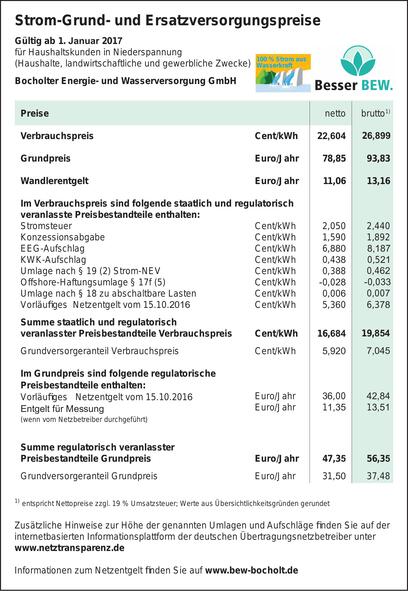 Strom-Grund- und Ersatzversorgungspreise
Gültig ab 1. Januar 2017
für Haushaltskunden in Niederspannung
(Haushalte, landwirtschaftliche und gewerbliche Zwecke)
Bocholter Energie- und Wasserversorgung GmbH
100 % Strom aus
Wasserkraft
Besser BEW.
Preise netto brutto1)
Verbrauchspreis Cent/kWh 22,604 26,899
Grundpreis Euro/Jahr 78,85 93,83
Wandlerentgelt Euro/Jahr 11,06 13,16
Im Verbrauchspreis sind folgende staatlich und regulatorisch
veranlasste Preisbestandteile enthalten:
Stromsteuer Cent/kWh 2,050 2,440
Konzessionsabgabe Cent/kWh 1,590 1,892
EEG-Aufschlag Cent/kWh 6,880 8,187
KWK-Aufschlag Cent/kWh 0,438 0,521
Umlage nach § 19 (2) Strom-NEV Cent/kWh 0,388 0,462
Offshore-Haftungsumlage § 17f (5) Cent/kWh -0,028 -0,033
Umlage nach § 18 zu abschaltbare Lasten Cent/kWh 0,006 0,007
Vorläufiges Netzentgelt vom 15.10.2016 Cent/kWh 5,360 6,378
Summe staatlich und regulatorisch
veranlasster Preisbestandteile Verbrauchspreis Cent/kWh 16,684 19,854
Grundversorgeranteil Verbrauchspreis Cent/kWh 5,920 7,045
Im Grundpreis sind folgende regulatorische
Preisbestandteile enthalten:
Vorläufiges Netzentgelt vom 15.10.2016 Euro/Jahr 36,00 42,84
Entgelt für Messung Euro/Jahr 11,35 13,51
(wenn vom Netzbetreiber durchgeführt)
Summe regulatorisch veranlasster
Preisbestandteile Grundpreis Euro/Jahr 47,35 56,35
Grundversorgeranteil Grundpreis Euro/Jahr 31,50 37,48
1) entspricht Nettopreise zzgl. 19 % Umsatzsteuer; Werte aus Übersichtlichkeitsgründen gerundet
Zusätzliche Hinweise zur Höhe der genannten Umlagen und Aufschläge finden Sie auf der
internetbasierten Informationsplattform der deutschen Übertragungsnetzbetreiber unter
www.netztransparenz.de
Informationen zum Netzentgelt finden Sie auf www.bew-bocholt.de